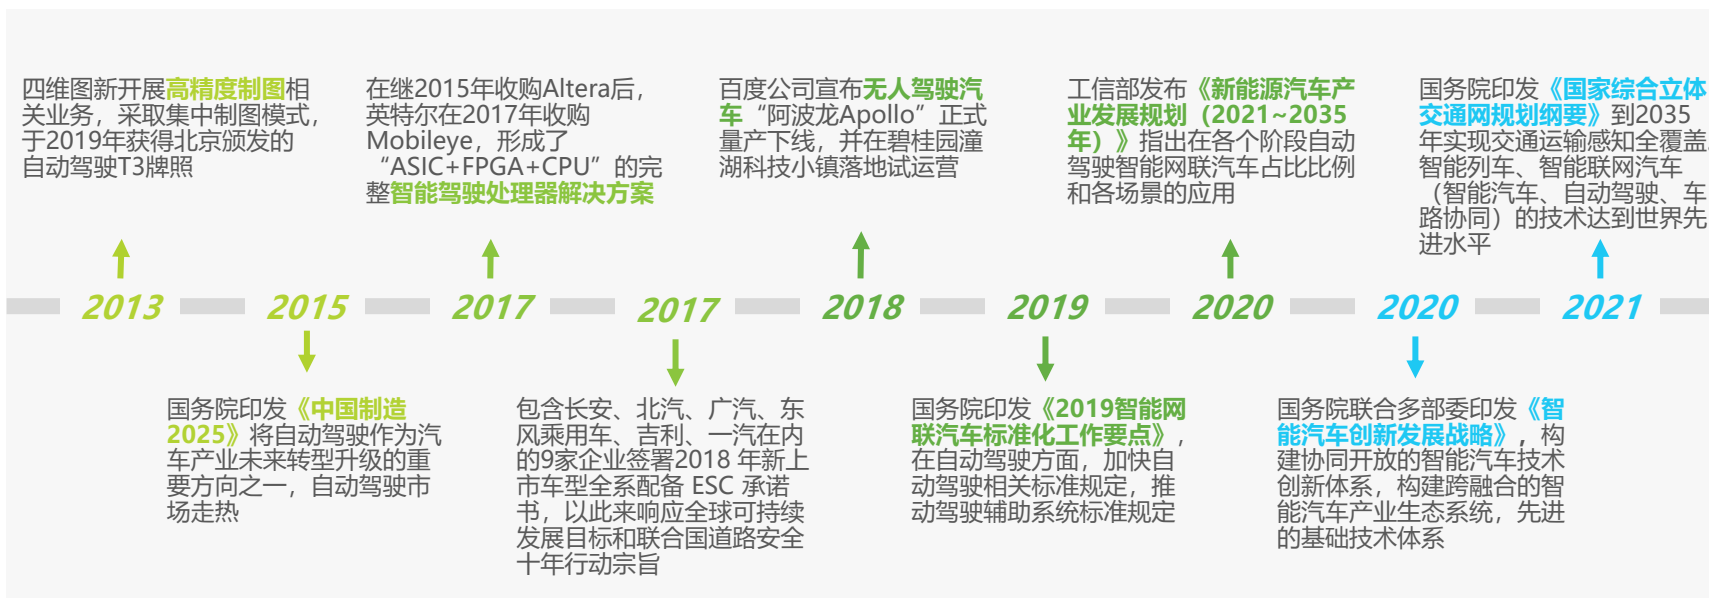 四维图新开展高精度制图相
关业务，采取集中制图模式，
于2019年获得北京颁发的
自动驾驶T3牌照
在继2015年收购Altera后，
英特尔在2017年收购
Mobileye，形成了
“ASIC+FPGA+CPU”的完
整智能驾驶处理器解决方案
百度公司宣布无人驾驶汽
车“阿波龙Apollo”正式
量产下线，并在碧桂园潼
湖科技小镇落地试运营
工信部发布《新能源汽车产
业发展规划（2021~2035
年）》指出在各个阶段自动
驾驶智能网联汽车占比比例
和各场景的应用
国务院印发《国家综合立体
交通网规划纲要》到2035
年实现交通运输感知全覆盖。
智能列车、智能联网汽车
（智能汽车、自动驾驶、车
路协同）的技术达到世界先
进水平
2013
2015
2017
2017
2018
2019
2020
2020
2021
国务院印发《中国制造
2025》将自动驾驶作为汽
车产业未来转型升级的重
要方向之一，自动驾驶市
场走热
包含长安、北汽、广汽、东
风乘用车、吉利、一汽在内
的9家企业签署2018 年新上
市车型全系配备 ESC 承诺
书，以此来响应全球可持续
发展目标和联合国道路安全
十年行动宗旨
国务院印发《2019智能网
联汽车标准化工作要点》，
在自动驾驶方面，加快自
动驾驶相关标准规定，推
动驾驶辅助系统标准规定
国务院联合多部委印发《智
能汽车创新发展战略》，构
建协同开放的智能汽车技术
创新体系，构建跨融合的智
能汽车产业生态系统，先进
的基础技术体系